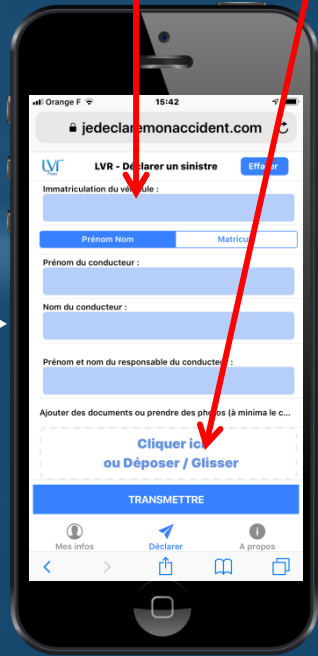 Orange F 15:42
jedeclaremonaccident.com
LVR
LVR - Déclarer un sinistre Effacer
Immatriculation du véhicule :
Prénom Nom Matricule
Prénom du conducteur :
Nom du conducteur :
Prénom et nom du responsable du conducteur :
Ajouter des documents ou prendre des photos (à minima le c...
Cliquer ici
ou Déposer / Glisser
TRANSMETTRE
Mes infos Déclarer A propos